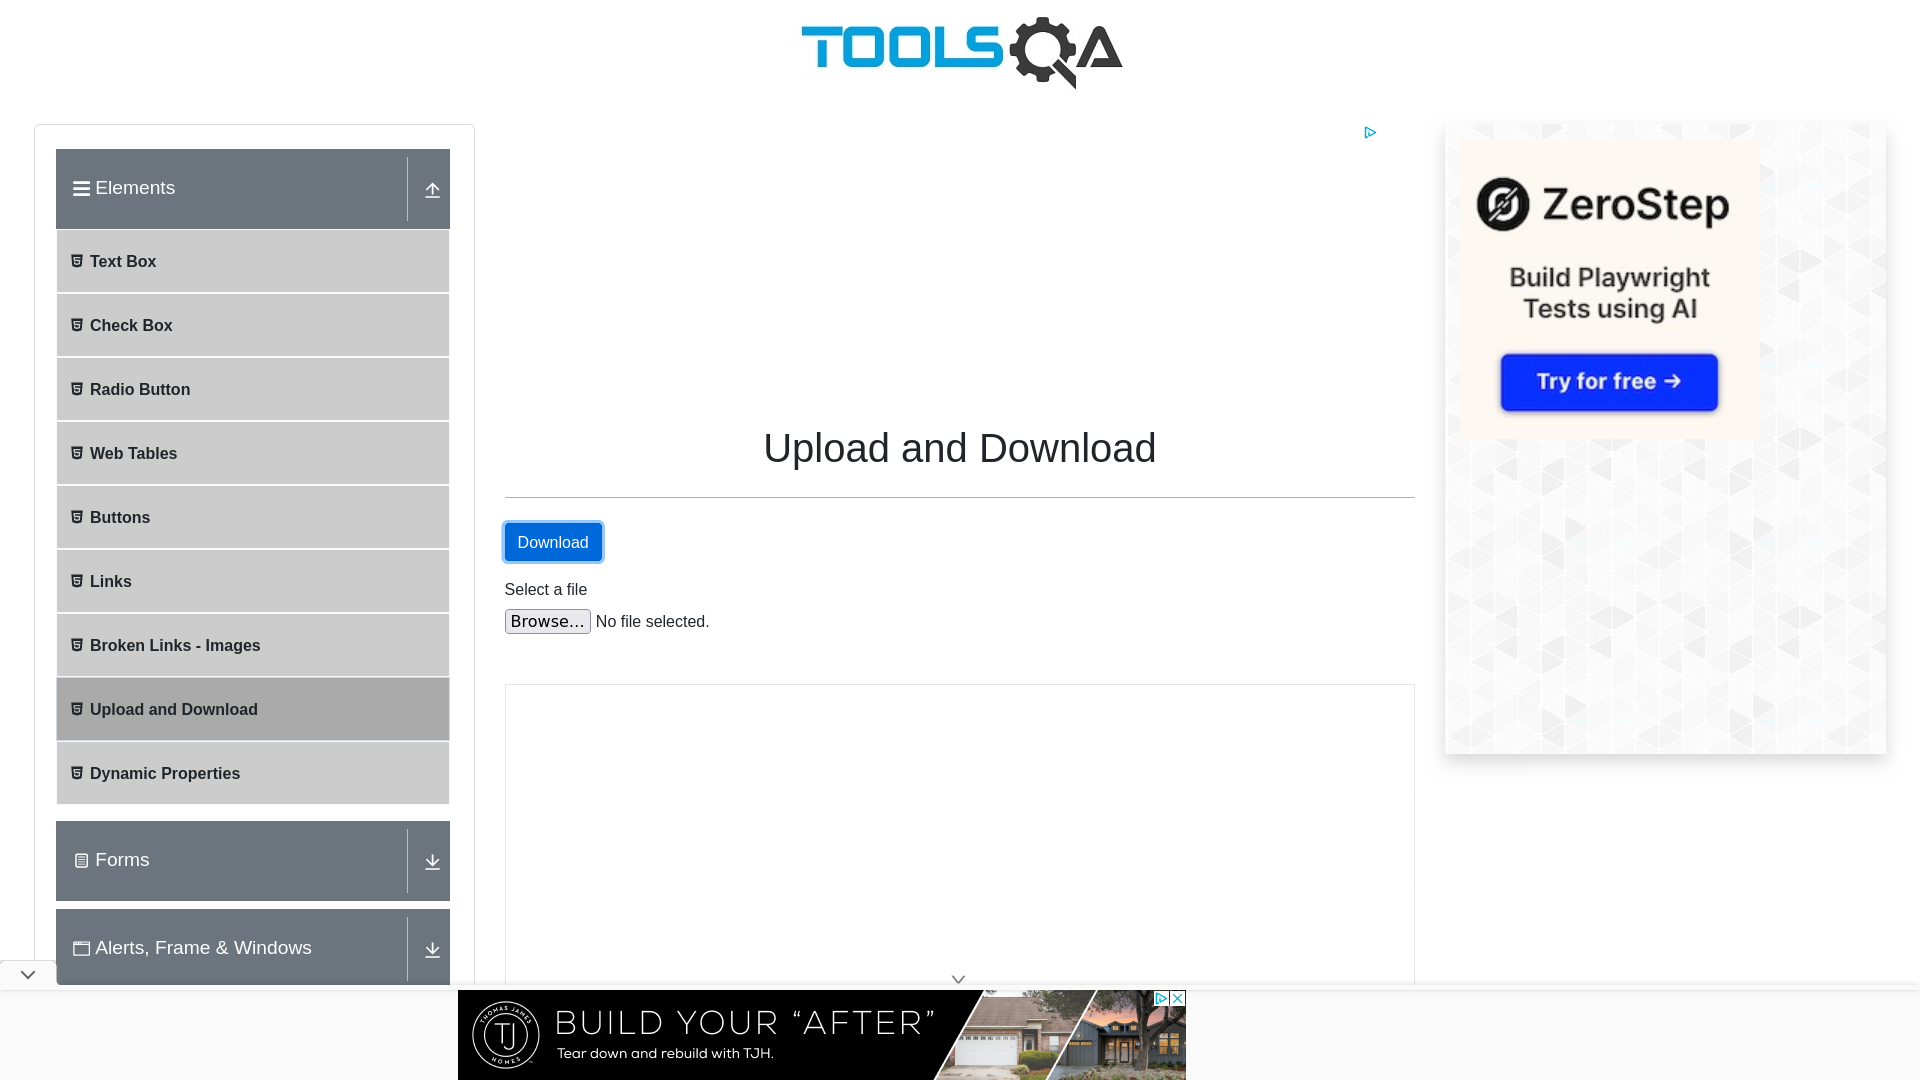 TOOLSQA
Elements
Text Box
Check Box
Radio Button
Web Tables
Buttons
Links
Broken Links - Images
Upload and Download
Dynamic Properties
Forms
Alerts, Frame & Windows
Upload and Download
Download
Select a file
Browse... No file selected.
ZeroStep
Build Playwright
Tests using AI
Try for free →
THOMAS JAMES
TJ
HOMES
BUILD YOUR “AFTER”
Tear down and rebuild with TJH.